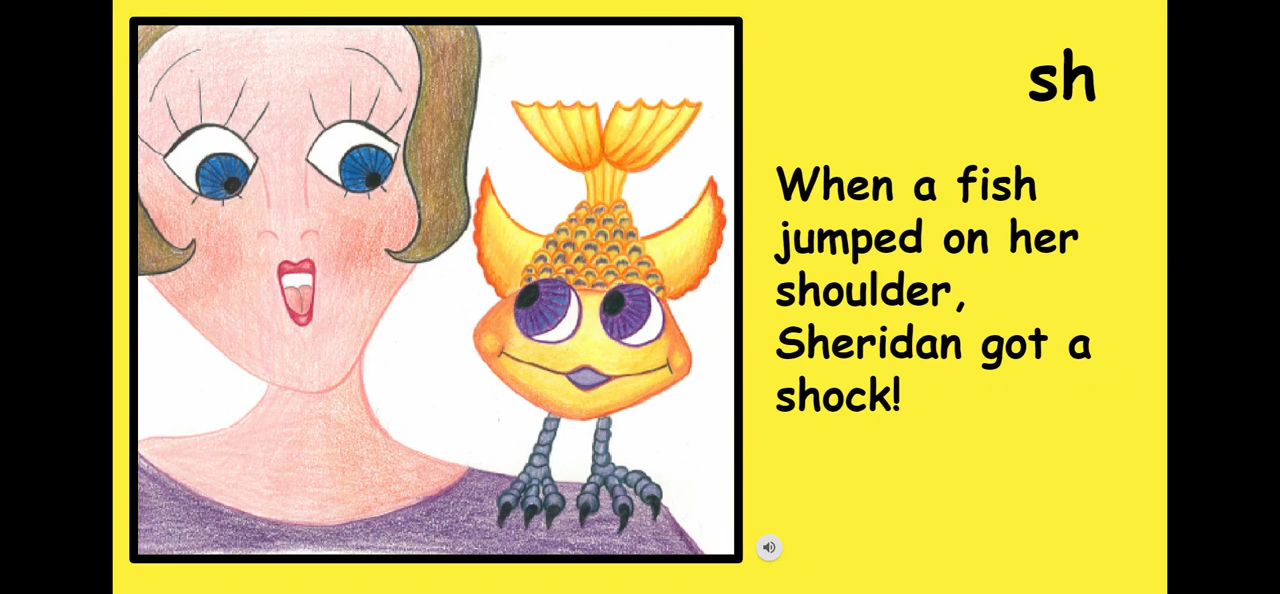 sh
When a fish
jumped on her
shoulder,
Sheridan got a
shock!